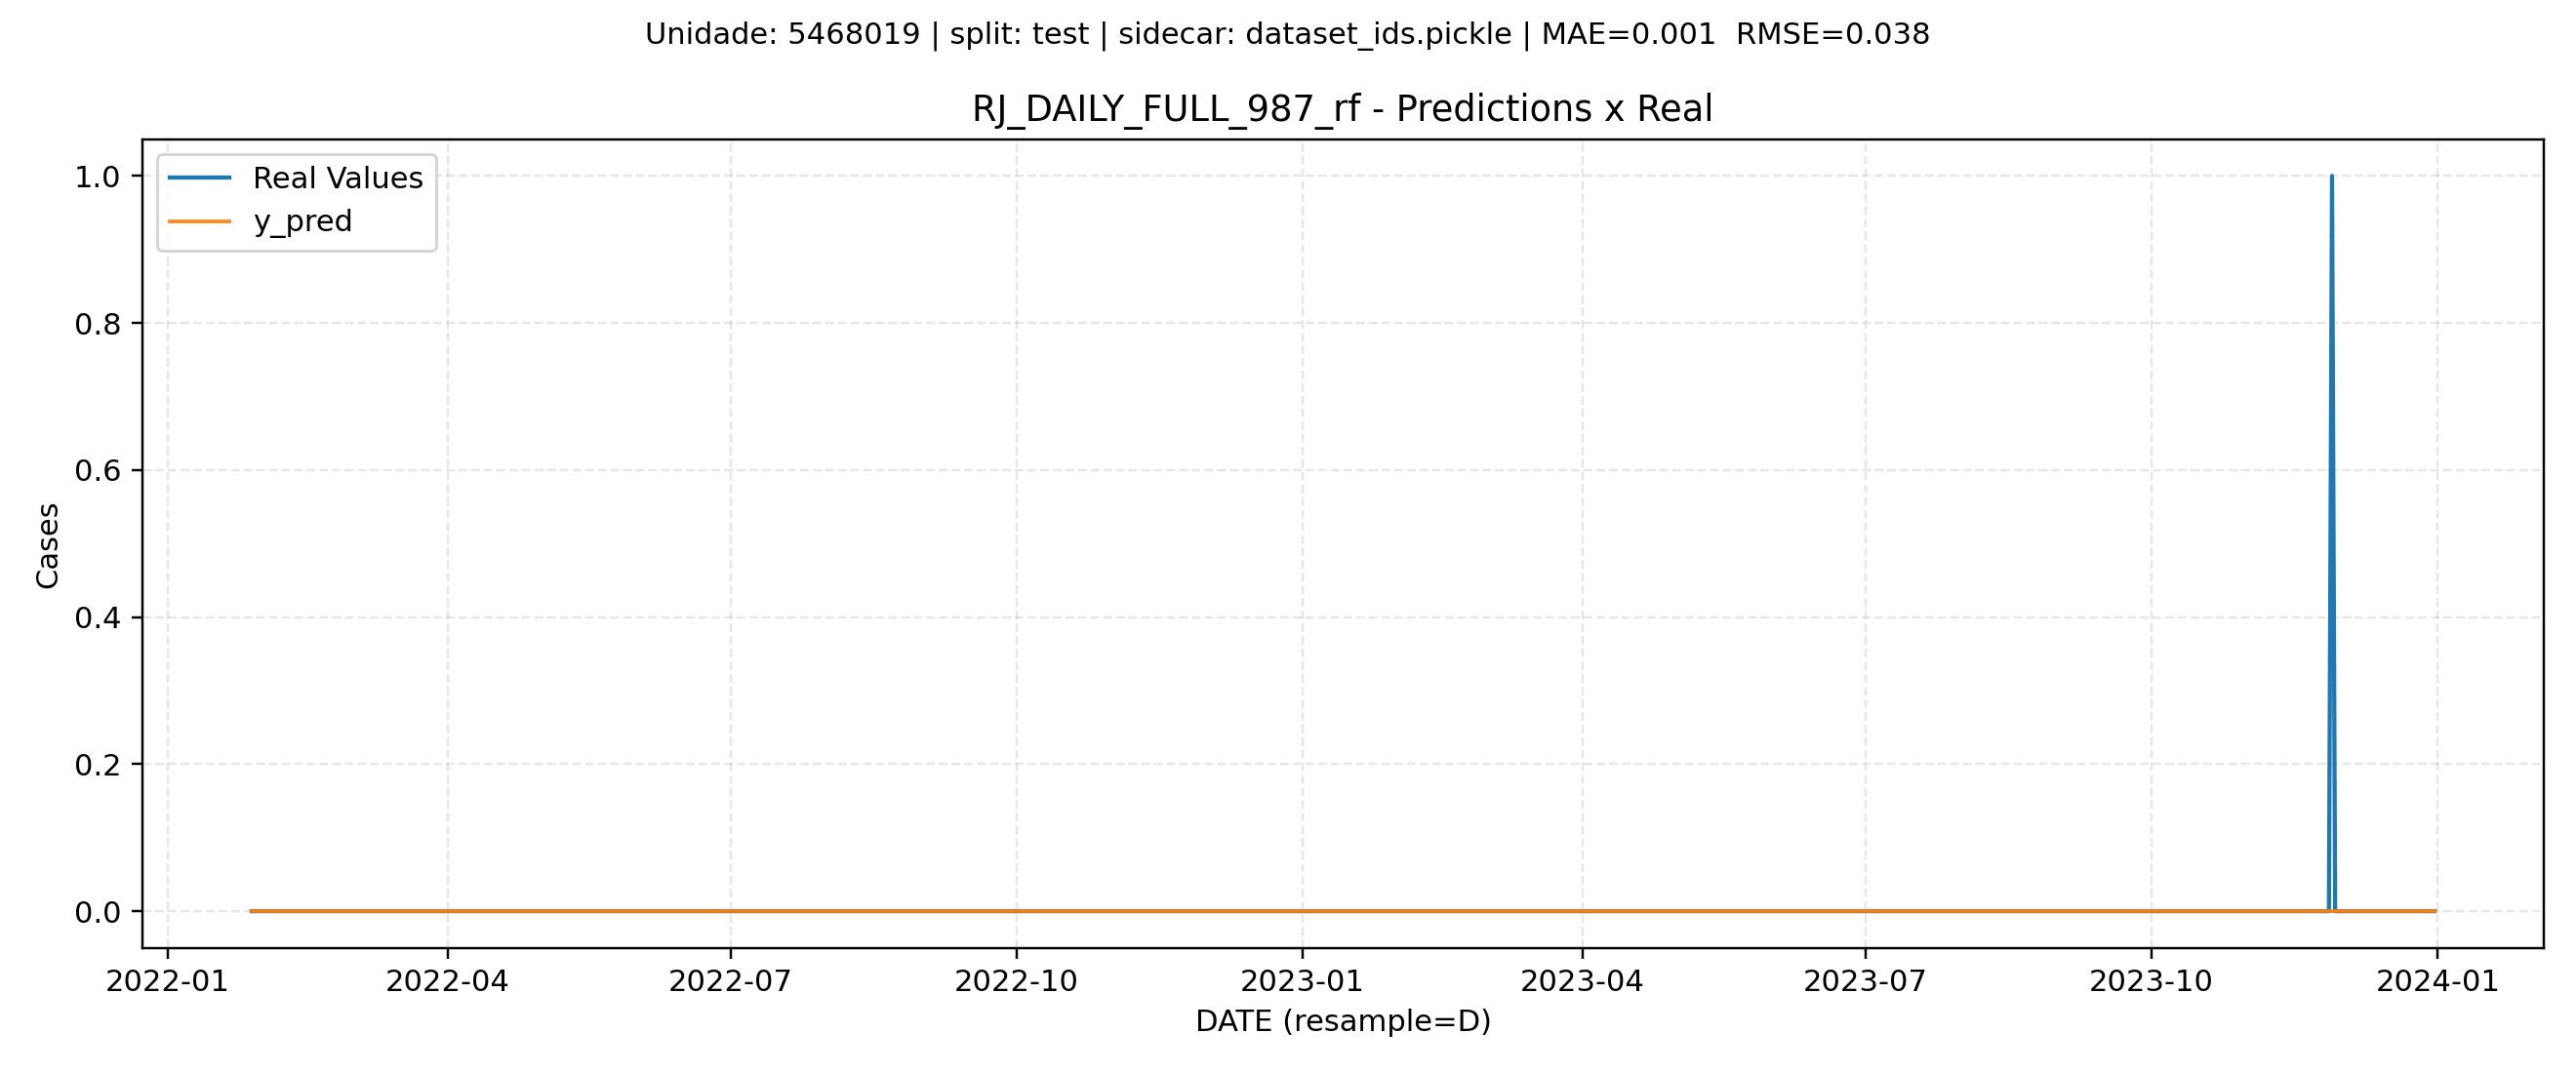 Unidade: 5468019 | split: test | sidecar: dataset_ids.pickle | MAE=0.001  RMSE=0.038
RJ_DAILY_FULL_987_rf - Predictions x Real
Real Values
y_pred
1.0
0.8
0.6
0.4
0.2
0.0
Cases
2022-01
2022-04
2022-07
2022-10
2023-01
2023-04
2023-07
2023-10
2024-01
DATE (resample=D)